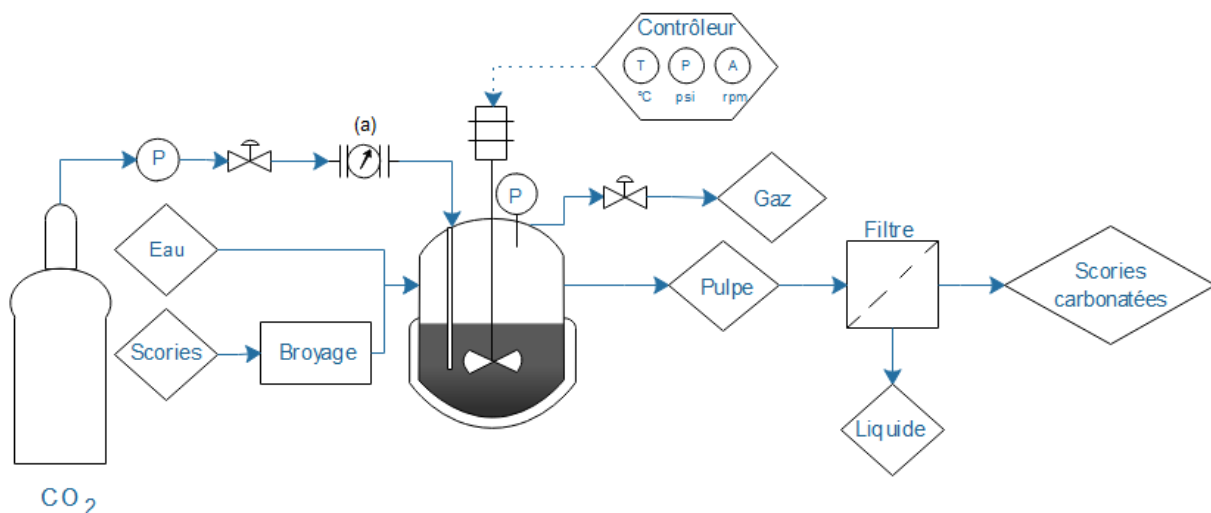 Contrôleur
T P A
°C psi rpm
(a)
P
P
Eau
Gaz
Filtre
Scories
Broyage
Pulpe
Scories
carbonatées
Liquide
CO2